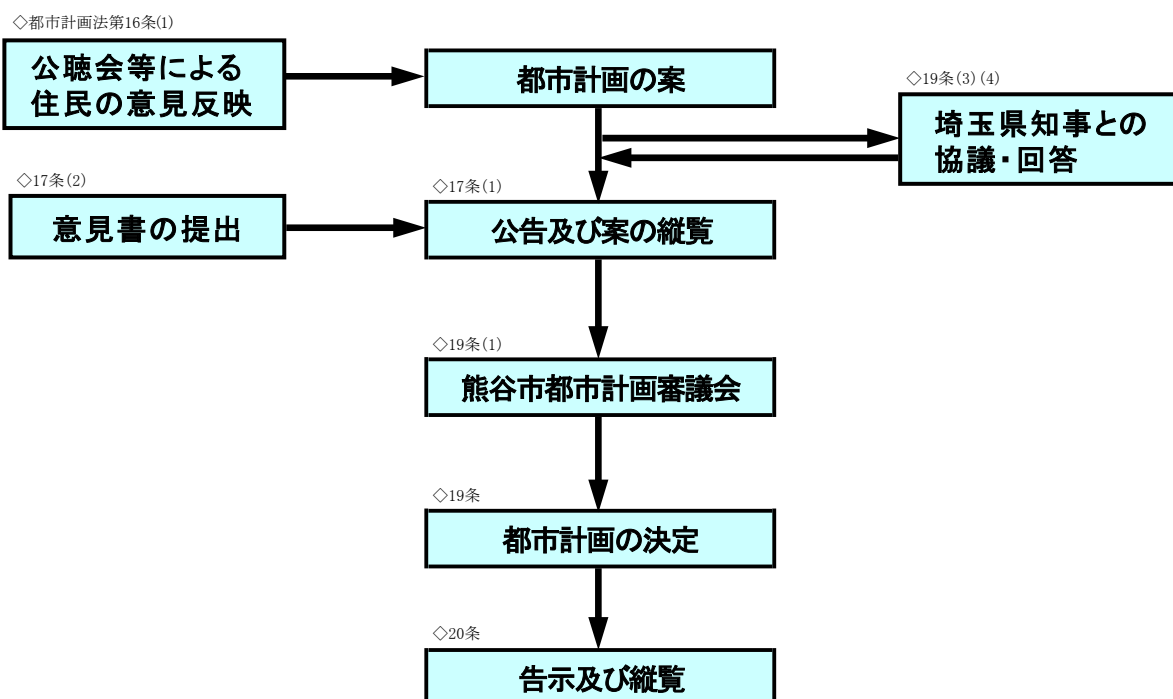 ◇都市計画法第16条(1)
公聴会等による
住民の意見反映
都市計画の案
◇19条(3)(4)
埼玉県知事との
協議・回答
◇17条(2)
意見書の提出
◇17条(1)
公告及び案の縦覧
◇19条(1)
熊谷市都市計画審議会
◇19条
都市計画の決定
◇20条
告示及び縦覧